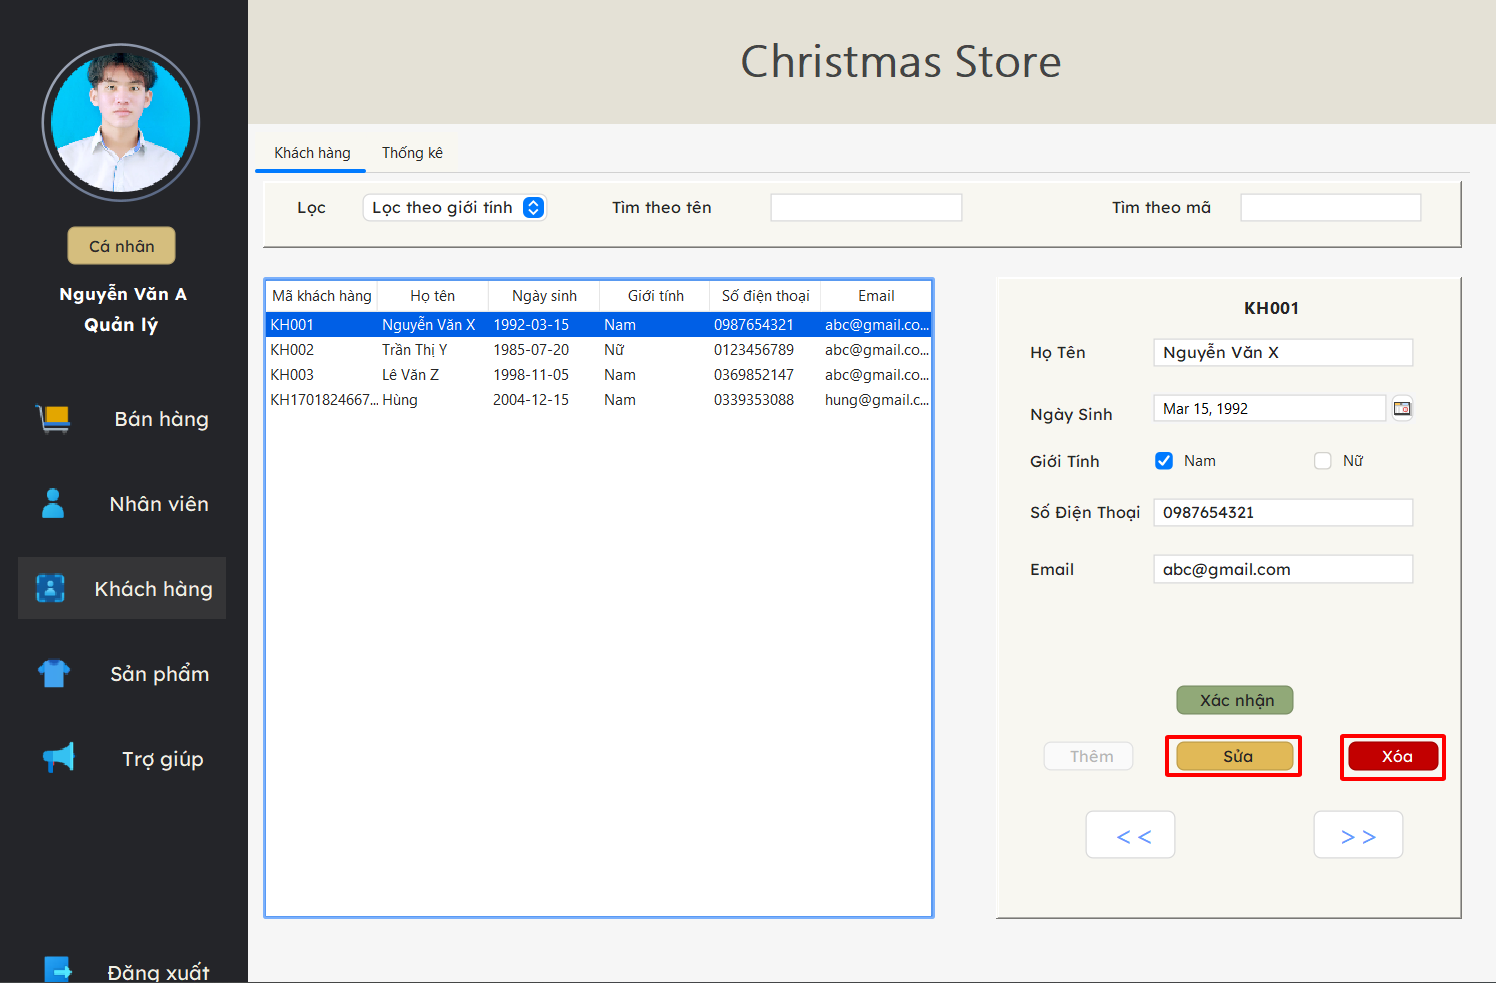 Christmas Store
Cá nhân
Nguyễn Văn A
Quản lý
Bán hàng
Nhân viên
Khách hàng
Sản phẩm
Trợ giúp
Đăng xuất
Khách hàng Thống kê
Lọc Lọc theo giới tính Tìm theo tên Tìm theo mã
Mã khách hàng Họ tên Ngày sinh Giới tính Số điện thoại Email
KH001 Nguyễn Văn X 1992-03-15 Nam 0987654321 abc@gmail.co...
KH002 Trần Thị Y 1985-07-20 Nữ 0123456789 abc@gmail.co...
KH003 Lê Văn Z 1998-11-05 Nam 0369852147 abc@gmail.co...
KH1701824667... Hùng 2004-12-15 Nam 0339353088 hung@gmail.c...
KH001
Họ Tên Nguyễn Văn X
Ngày Sinh Mar 15, 1992
Giới Tính Nam Nữ
Số Điện Thoại 0987654321
Email abc@gmail.com
Xác nhận
Thêm Sửa Xóa
<< >>